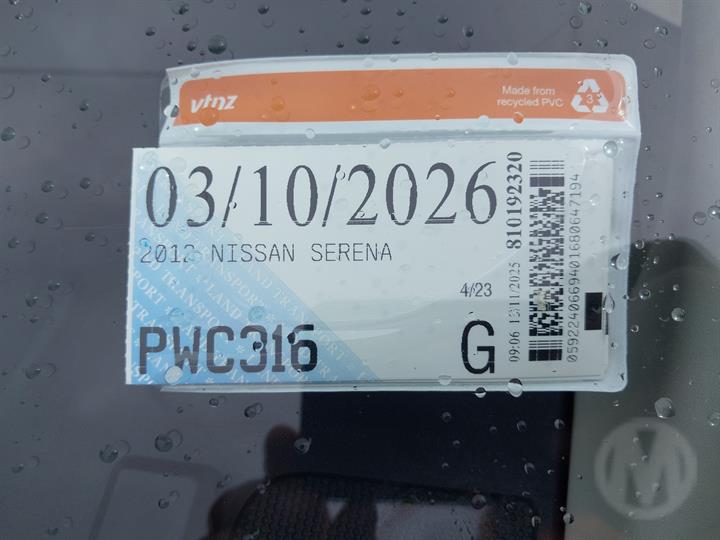 vtnz
Made from
recycled PVC
3
03/10/2026
2012 NISSAN SERENA
4/23
PWC316
G
09:06 13/11/2025 810192320
0592240669401680647194
M